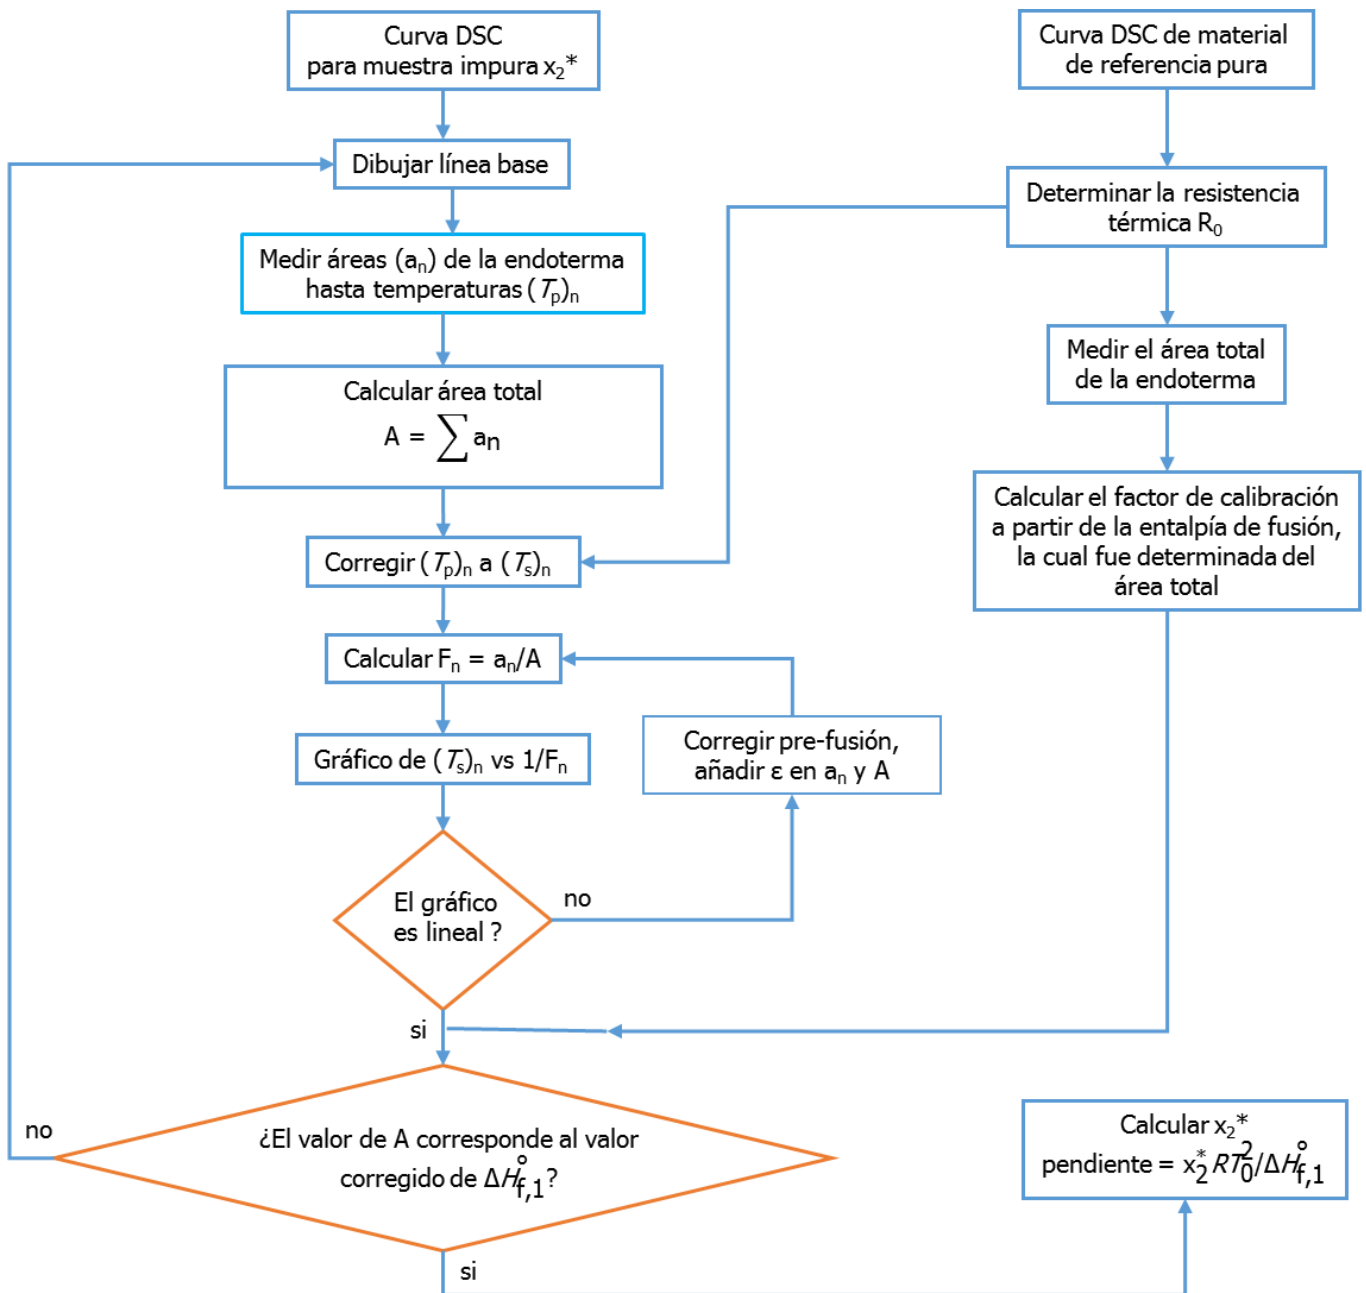 Curva DSC
para muestra impura x₂*
Curva DSC de material
de referencia pura
Dibujar línea base
Determinar la resistencia
térmica R₀
Medir áreas (aₙ) de la endoterma
hasta temperaturas (Tₚ)ₙ
Medir el área total
de la endoterma
Calcular área total
A = ∑ aₙ
Calcular el factor de calibración
a partir de la entalpía de fusión,
la cual fue determinada del
área total
Corregir (Tₚ)ₙ a (Tₛ)ₙ
Calcular Fₙ = aₙ/A
Corregir pre-fusión,
añadir ε en aₙ y A
Gráfico de (Tₛ)ₙ vs 1/Fₙ
El gráfico
es lineal ?
no
si
¿El valor de A corresponde al valor
corregido de ΔH°f,1?
no
si
Calcular x₂*
pendiente = x₂* RT₀²/ΔH°f,1